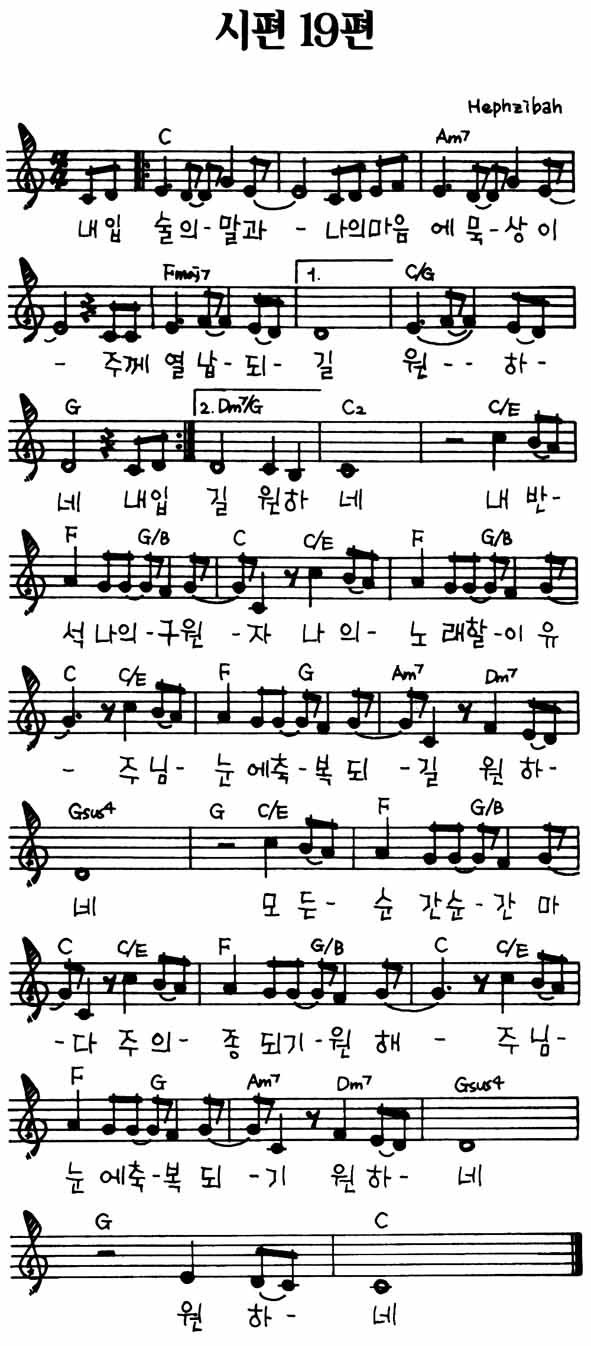 시편 19편
Hephzibah
C Am7
내입 술의-말과 - 나의마음 에묵-상이
Fmaj7 1. C/G
- 주께 열납-되- 길 원-- 하-
G 2. Dm7/G C2 C/E
네 내입 길 원하 네 내 반-
F G/B C C/E F G/B
석 나의-구원 -자 나의- 노래할-이유
C C/E F G Am7 Dm7
- 주님- 눈에축-복되 -길 원하-
Gsus4 G C/E F G/B
비 모든- 순간순-간마
C C/E F G/B C C/E
-다 주의- 종되기-원해 - 주님-
F G Am7 Dm7 Gsus4
눈에축-복되 -기 원하- 네
G C
원 하- 네